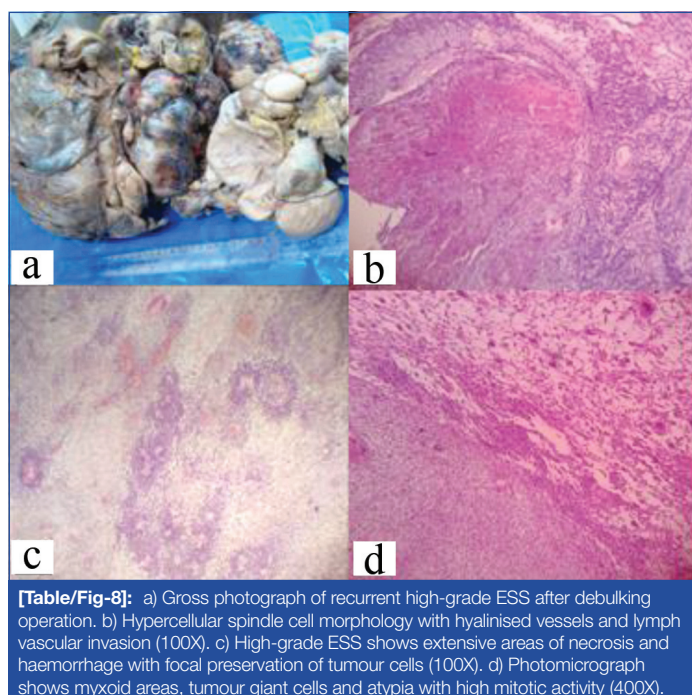 a
b
c
d
[Table/Fig-8]: a) Gross photograph of recurrent high-grade ESS after debulking
operation. b) Hypercellular spindle cell morphology with hyalinised vessels and lymph
vascular invasion (100X). c) High-grade ESS shows extensive areas of necrosis and
haemorrhage with focal preservation of tumour cells (100X). d) Photomicrograph
shows myxoid areas, tumour giant cells and atypia with high mitotic activity (400X).